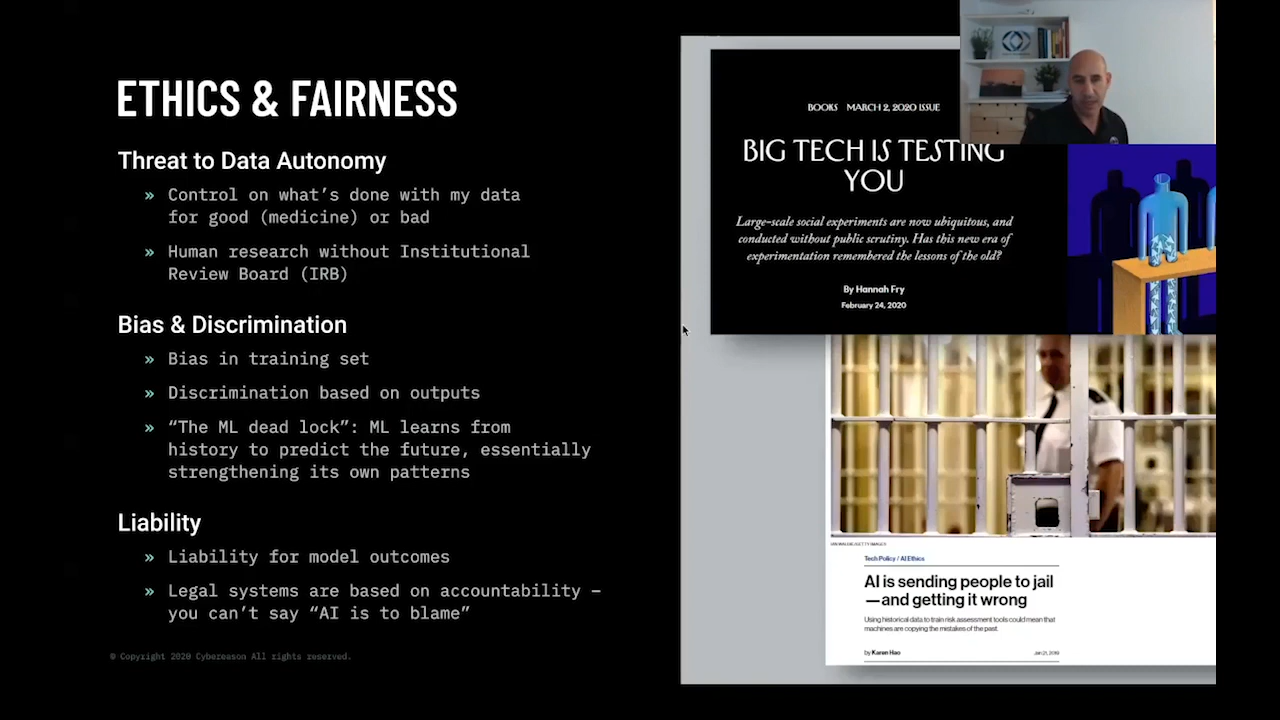 ETHICS & FAIRNESS
Threat to Data Autonomy
» Control on what's done with my data
for good (medicine) or bad
» Human research without Institutional
Review Board (IRB)
Bias & Discrimination
» Bias in training set
» Discrimination based on outputs
» “The ML dead lock”: ML learns from
history to predict the future, essentially
strengthening its own patterns
Liability
» Liability for model outcomes
» Legal systems are based on accountability –
you can't say “AI is to blame”
© Copyright 2020 Cybereason All rights reserved.
BOOKS MARCH 2, 2020 ISSUE
BIG TECH IS TESTING
YOU
Large-scale social experiments are now ubiquitous, and
conducted without public scrutiny. Has this new era of
experimentation remembered the lessons of the old?
By Hannah Fry
February 24, 2020
Tech Policy / AI Ethics
AI is sending people to jail
—and getting it wrong
Using historical data to train risk assessment tools could mean that
machines are copying the mistakes of the past.
by Karen Hao
Jan 21, 2019